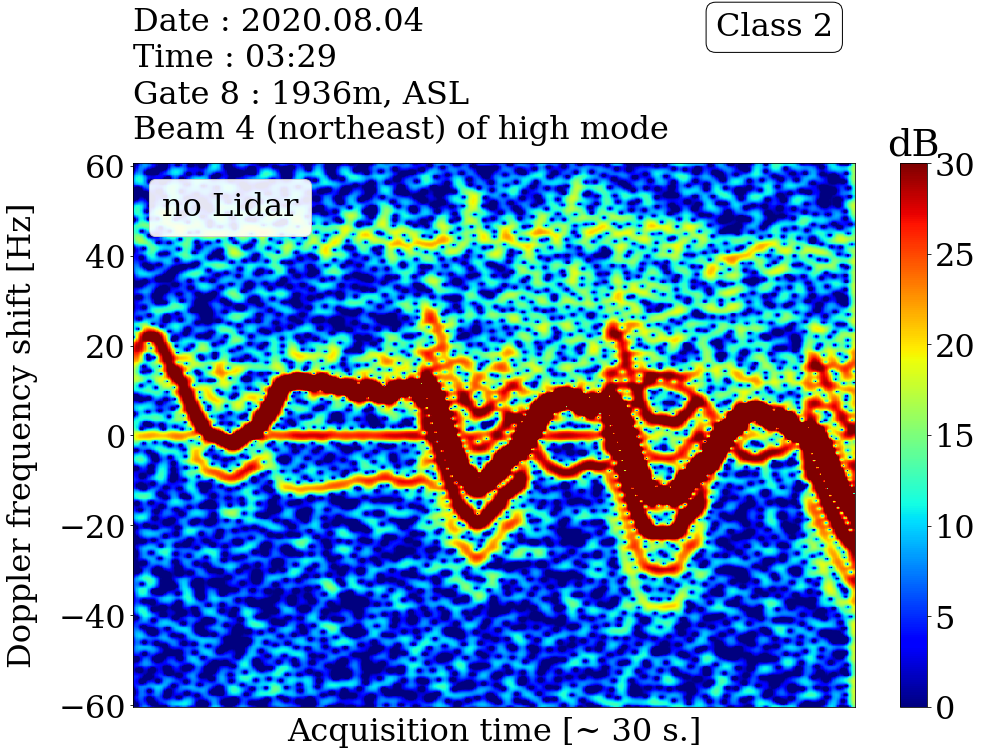 Date : 2020.08.04
Time : 03:29
Gate 8 : 1936m, ASL
Beam 4 (northeast) of high mode
Class 2
dB
no Lidar
Doppler frequency shift [Hz]
60
40
20
0
−20
−40
−60
Acquisition time [~ 30 s.]
30
25
20
15
10
5
0